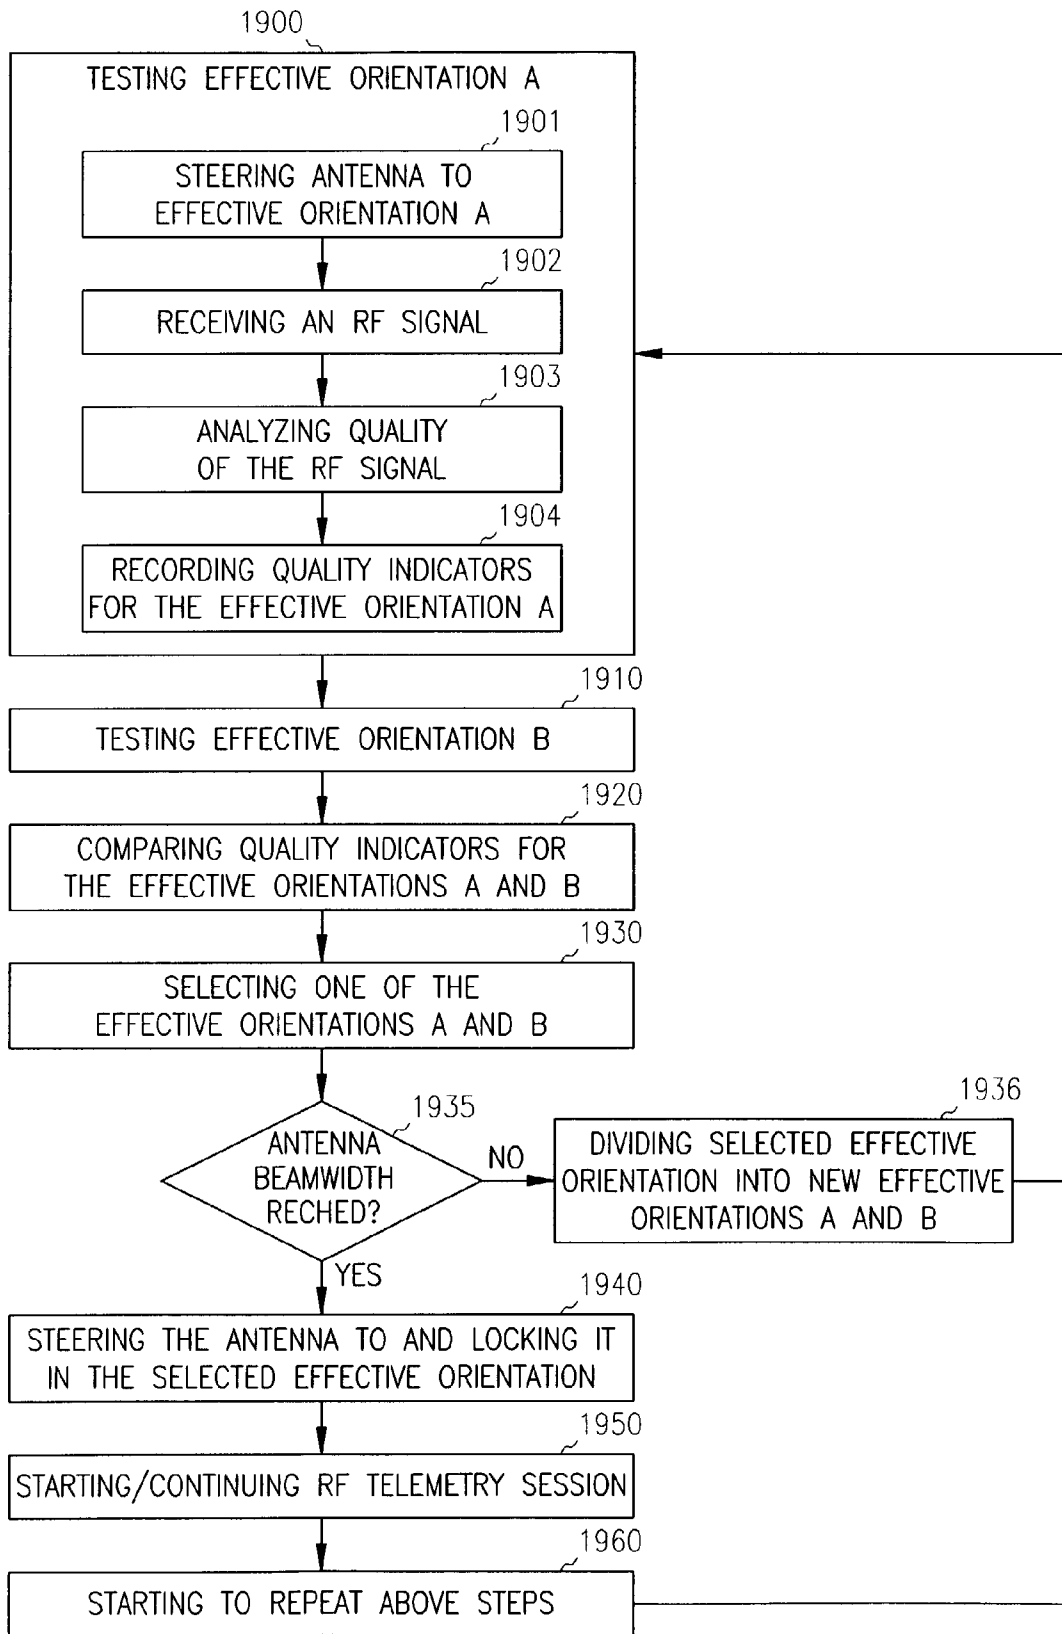 1900
TESTING EFFECTIVE ORIENTATION A
1901
STEERING ANTENNA TO
EFFECTIVE ORIENTATION A
1902
RECEIVING AN RF SIGNAL
1903
ANALYZING QUALITY
OF THE RF SIGNAL
1904
RECORDING QUALITY INDICATORS
FOR THE EFFECTIVE ORIENTATION A
1910
TESTING EFFECTIVE ORIENTATION B
1920
COMPARING QUALITY INDICATORS FOR
THE EFFECTIVE ORIENTATIONS A AND B
1930
SELECTING ONE OF THE
EFFECTIVE ORIENTATIONS A AND B
1935
ANTENNA
BEAMWIDTH
RECHED?
NO
1936
DIVIDING SELECTED EFFECTIVE
ORIENTATION INTO NEW EFFECTIVE
ORIENTATIONS A AND B
YES
1940
STEERING THE ANTENNA TO AND LOCKING IT
IN THE SELECTED EFFECTIVE ORIENTATION
1950
STARTING/CONTINUING RF TELEMETRY SESSION
1960
STARTING TO REPEAT ABOVE STEPS